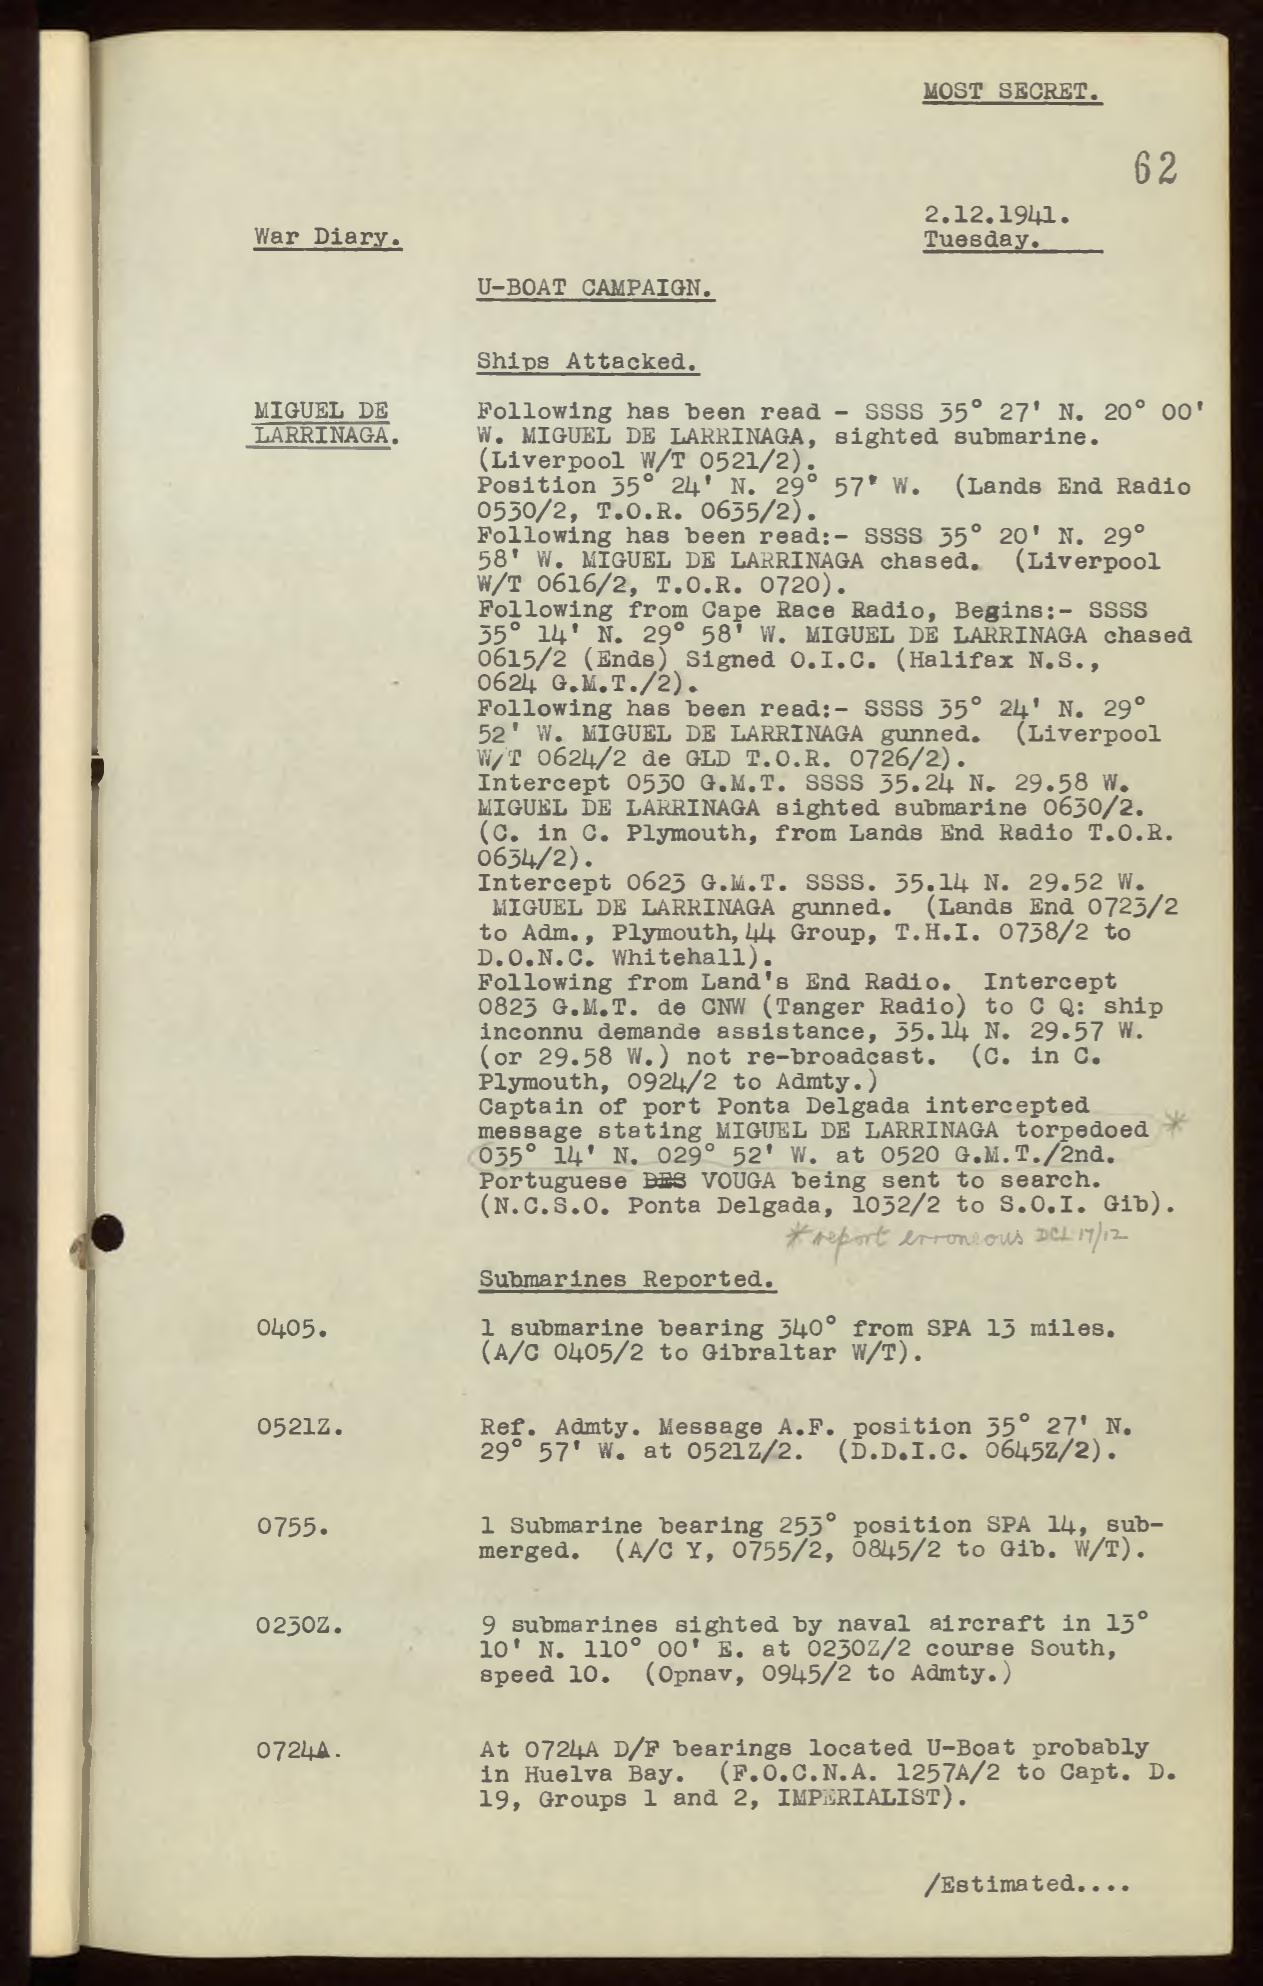 MOST SECRET.
62
2.12.1941.
War Diary.
Tuesday.
U-BOAT CAMPAIGN.
Ships Attacked.
MIGUEL DE
LARRINAGA.
Following has been read - SSSS 35° 27' N. 20° 00'
W. MIGUEL DE LARRINAGA, sighted submarine.
(Liverpool W/T 0521/2).
Position 35° 24' N. 29° 57' W. (Lands End Radio
0530/2, T.O.R. 0635/2).
Following has been read:- SSSS 35° 20' N. 29°
58' W. MIGUEL DE LARRINAGA chased. (Liverpool
W/T 0616/2, T.O.R. 0720).
Following from Cape Race Radio, Begins:- SSSS
35° 14' N. 29° 58' W. MIGUEL DE LARRINAGA chased
0615/2 (Ends) Signed O.I.C. (Halifax N.S.,
0624 G.M.T./2).
Following has been read:- SSSS 35° 24' N. 29°
52' W. MIGUEL DE LARRINAGA gunned. (Liverpool
W/T 0624/2 de GLD T.O.R. 0726/2).
Intercept 0530 G.M.T. SSSS 35.24 N. 29.58 W.
MIGUEL DE LARRINAGA sighted submarine 0630/2.
(C. in C. Plymouth, from Lands End Radio T.O.R.
0634/2).
Intercept 0623 G.M.T. SSSS. 35.14 N. 29.52 W.
MIGUEL DE LARRINAGA gunned. (Lands End 0723/2
to Adm., Plymouth, 44 Group, T.H.I. 0738/2 to
D.O.N.C. Whitehall).
Following from Land's End Radio. Intercept
0823 G.M.T. de CNW (Tanger Radio) to C Q: ship
inconnu demande assistance, 35.14 N. 29.57 W.
(or 29.58 W.) not re-broadcast. (C. in C.
Plymouth, 0924/2 to Admty.)
Captain of port Ponta Delgada intercepted
message stating MIGUEL DE LARRINAGA torpedoed *
035° 14' N. 029° 52' W. at 0520 G.M.T./2nd.
Portuguese DES VOUGA being sent to search.
(N.C.S.O. Ponta Delgada, 1032/2 to S.O.I. Gib).
* report erroneous DCL 17/12
Submarines Reported.
0405.
1 submarine bearing 340° from SPA 13 miles.
(A/C 0405/2 to Gibraltar W/T).
0521Z.
Ref. Admty. Message A.F. position 35° 27' N.
29° 57' W. at 0521Z/2. (D.D.I.C. 0645Z/2).
0755.
1 Submarine bearing 253° position SPA 14, sub-
merged. (A/C Y, 0755/2, 0845/2 to Gib. W/T).
0230Z.
9 submarines sighted by naval aircraft in 13°
10' N. 110° 00' E. at 0230Z/2 course South,
speed 10. (Opnav, 0945/2 to Admty.)
0724A.
At 0724A D/F bearings located U-Boat probably
in Huelva Bay. (F.O.C.N.A. 1257A/2 to Capt. D.
19, Groups 1 and 2, IMPERIALIST).
/Estimated....